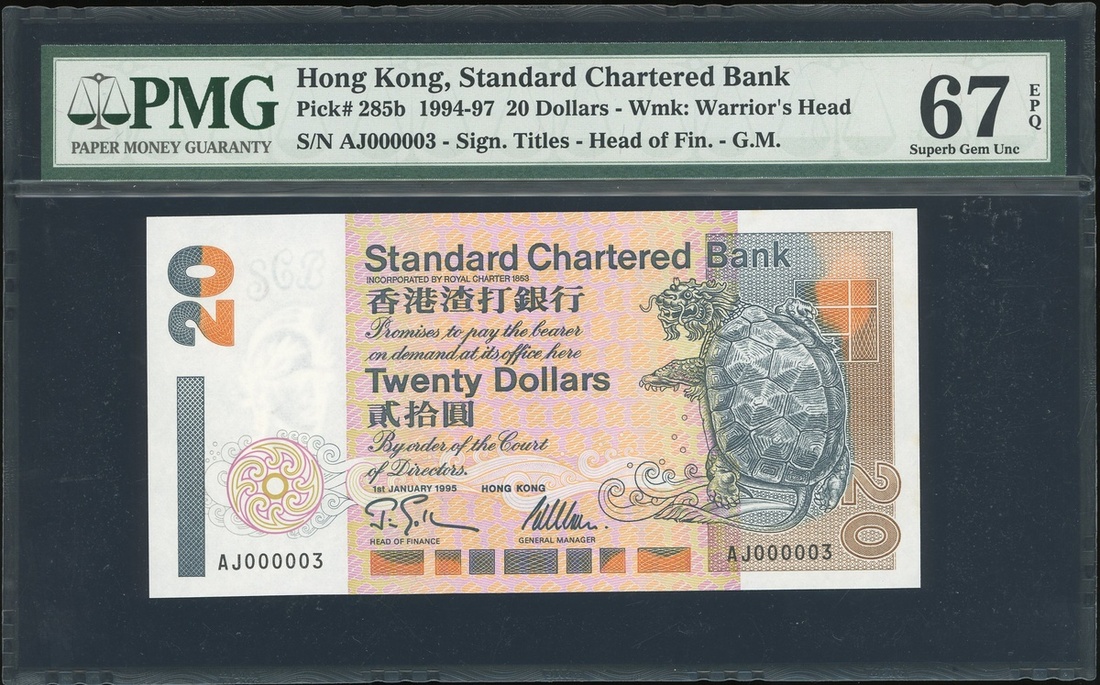 PMG
PAPER MONEY GUARANTY
Hong Kong, Standard Chartered Bank
Pick# 285b 1994-97 20 Dollars - Wmk: Warrior's Head
S/N AJ000003 - Sign. Titles - Head of Fin. - G.M.
67
EPQ
Superb Gem Unc
20
Standard Chartered Bank
INCORPORATED BY ROYAL CHARTER 1853
香港渣打銀行
Promises to pay the bearer
on demand at its office here
Twenty Dollars
貳拾圓
By order of the Court
of Directors.
1st JANUARY 1995 HONG KONG
HEAD OF FINANCE GENERAL MANAGER
AJ000003
AJ000003
20